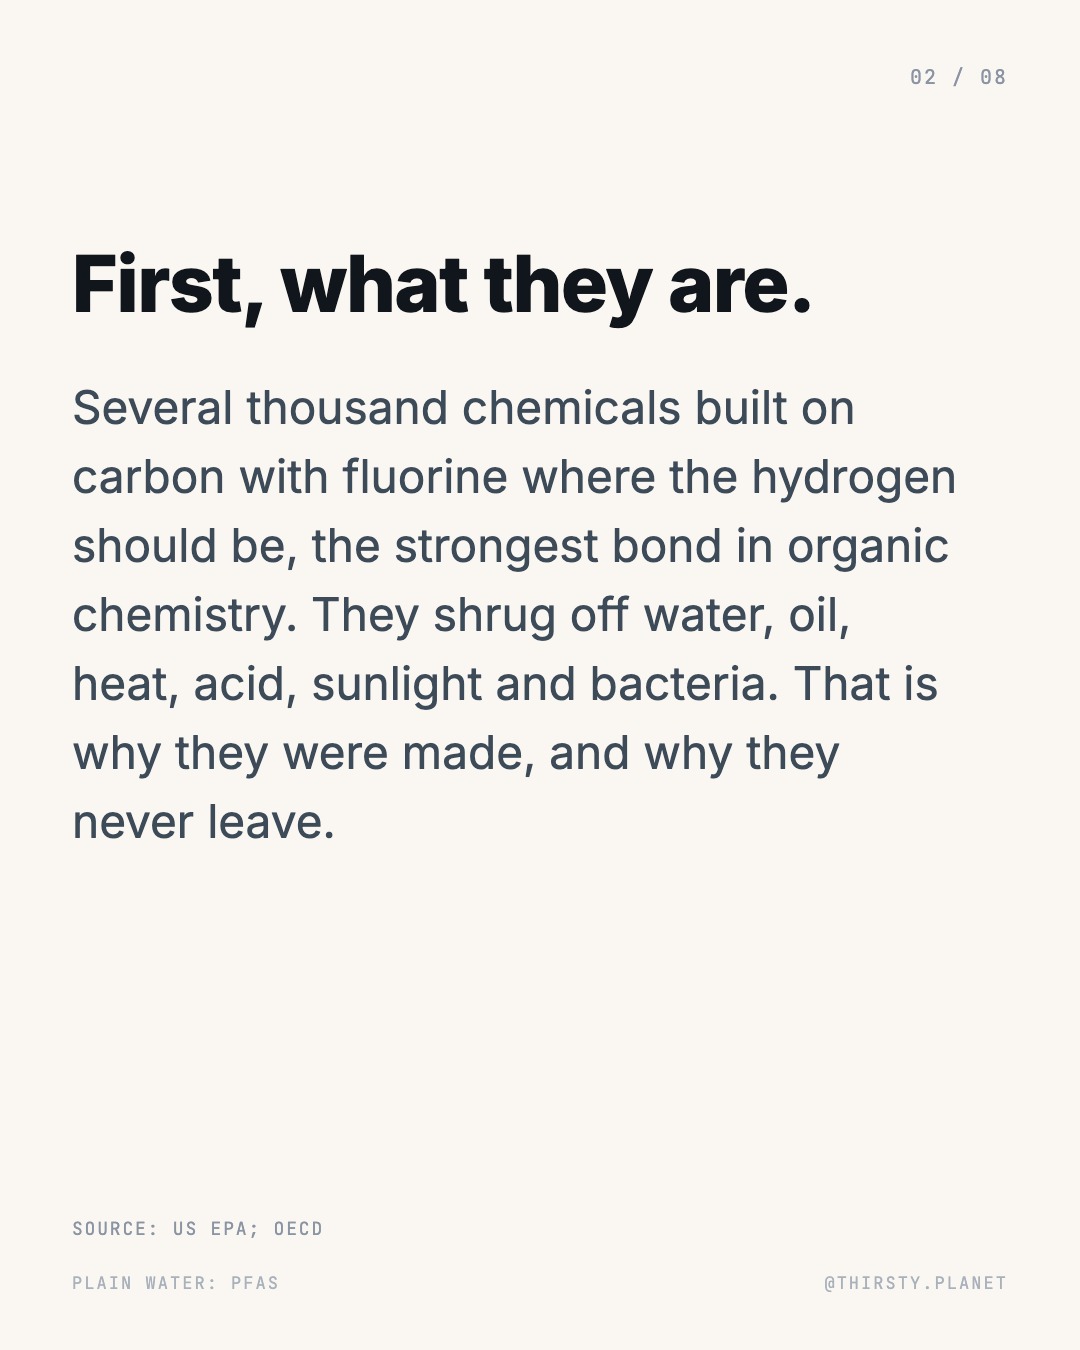 02 / 08
First, what they are.
Several thousand chemicals built on
carbon with fluorine where the hydrogen
should be, the strongest bond in organic
chemistry. They shrug off water, oil,
heat, acid, sunlight and bacteria. That is
why they were made, and why they
never leave.
SOURCE: US EPA; OECD
PLAIN WATER: PFAS
@THIRSTY.PLANET